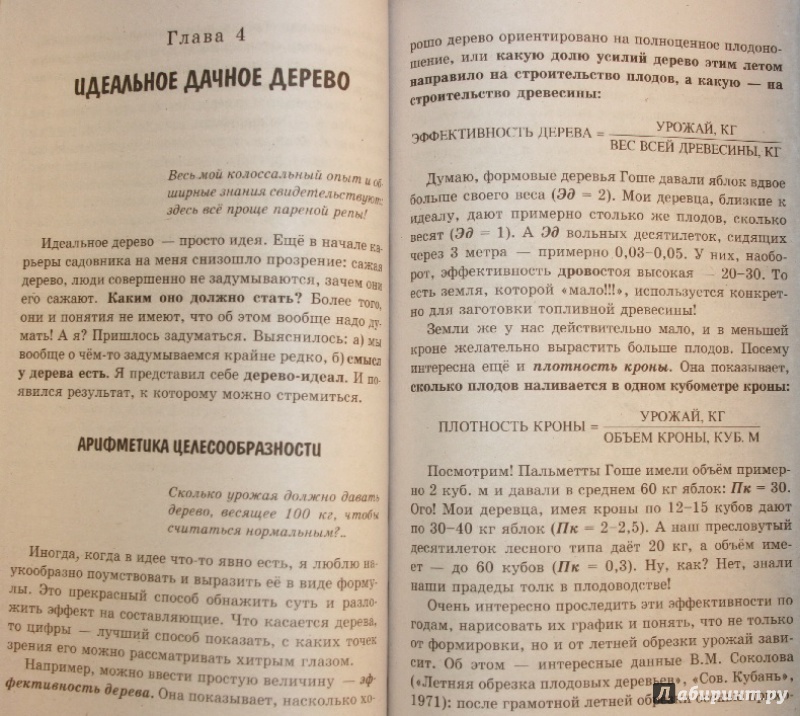 Глава 4
ИДЕАЛЬНОЕ ДАЧНОЕ ДЕРЕВО
Весь мой колоссальный опыт и об-
ширные знания свидетельствуют:
здесь всё проще пареной репы!
Идеальное дерево — просто идея. Ещё в начале ка-
рьеры садовника на меня снизошло прозрение: сажая
дерево, люди совершенно не задумываются, зачем они
его сажают. Каким оно должно стать? Более того,
они и понятия не имеют, что об этом вообще надо ду-
мать! А я? Пришлось задуматься. Выяснилось: а) мы
вообще о чём-то задумываемся крайне редко, б) смысл
у дерева есть. Я представил себе дерево-идеал. И по-
явился результат, к которому можно стремиться.
АРИФМЕТИКА ЦЕЛЕСООБРАЗНОСТИ
Сколько урожая должно давать
дерево, весящее 100 кг, чтобы
считаться нормальным?..
Иногда, когда в идее что-то явно есть, я люблю на-
укообразно поумствовать и выразить её в виде форму-
лы. Это прекрасный способ обнажить суть и разло-
жить эффект на составляющие. Что касается дерева,
то цифры — лучший способ показать, с каких точек
зрения его можно рассматривать хитрым глазом.
Например, можно ввести простую величину — эф-
фективность дерева. Она показывает, насколько хо-
рошо дерево ориентировано на полноценное плодоно-
шение, или какую долю усилий дерево этим летом
направило на строительство плодов, а какую — на
строительство древесины:
ЭФФЕКТИВНОСТЬ ДЕРЕВА = УРОЖАЙ, КГ
ВЕС ВСЕЙ ДРЕВЕСИНЫ, КГ
Думаю, формовые деревья Гоше давали яблок вдвое
больше своего веса (Эд = 2). Мои деревца, близкие к
идеалу, дают примерно столько же плодов, сколько
весят (Эд = 1). А Эд вольных десятилеток, сидящих
через 3 метра — примерно 0,03–0,05. У них, наобо-
рот, эффективность дровостоя высокая — 20–30. То
есть земля, которой «мало!!!», используется конкрет-
но для заготовки топливной древесины!
Земли же у нас действительно мало, и в меньшей
кроне желательно вырастить больше плодов. Посему
интересна ещё и плотность кроны. Она показывает,
сколько плодов наливается в одном кубометре кроны:
ПЛОТНОСТЬ КРОНЫ = УРОЖАЙ, КГ
ОБЪЕМ КРОНЫ, КУБ. М
Посмотрим! Пальметты Гоше имели объём пример-
но 2 куб. м и давали в среднем 60 кг яблок: Пк = 30.
Ого! Мои деревца, имея кроны по 12–15 кубов дают
по 30–40 кг яблок (Пк = 2–2,5). А наш пресловутый
десятилеток лесного типа даёт 20 кг, а объём име-
ет — до 60 кубов (Пк = 0,3). Ну, как? Нет, знали
наши прадеды толк в плодоводстве!
Очень интересно проследить эти эффективности по
годам, нарисовать их график и понять, что не только
от формировки, но и от летней обрезки урожай зави-
сит. Об этом — интересные данные В.М. Соколова
(«Летняя обрезка плодовых деревьев», «Сов. Кубань»,
1971): после грамотной летней обрезки
Лабиринт.ру